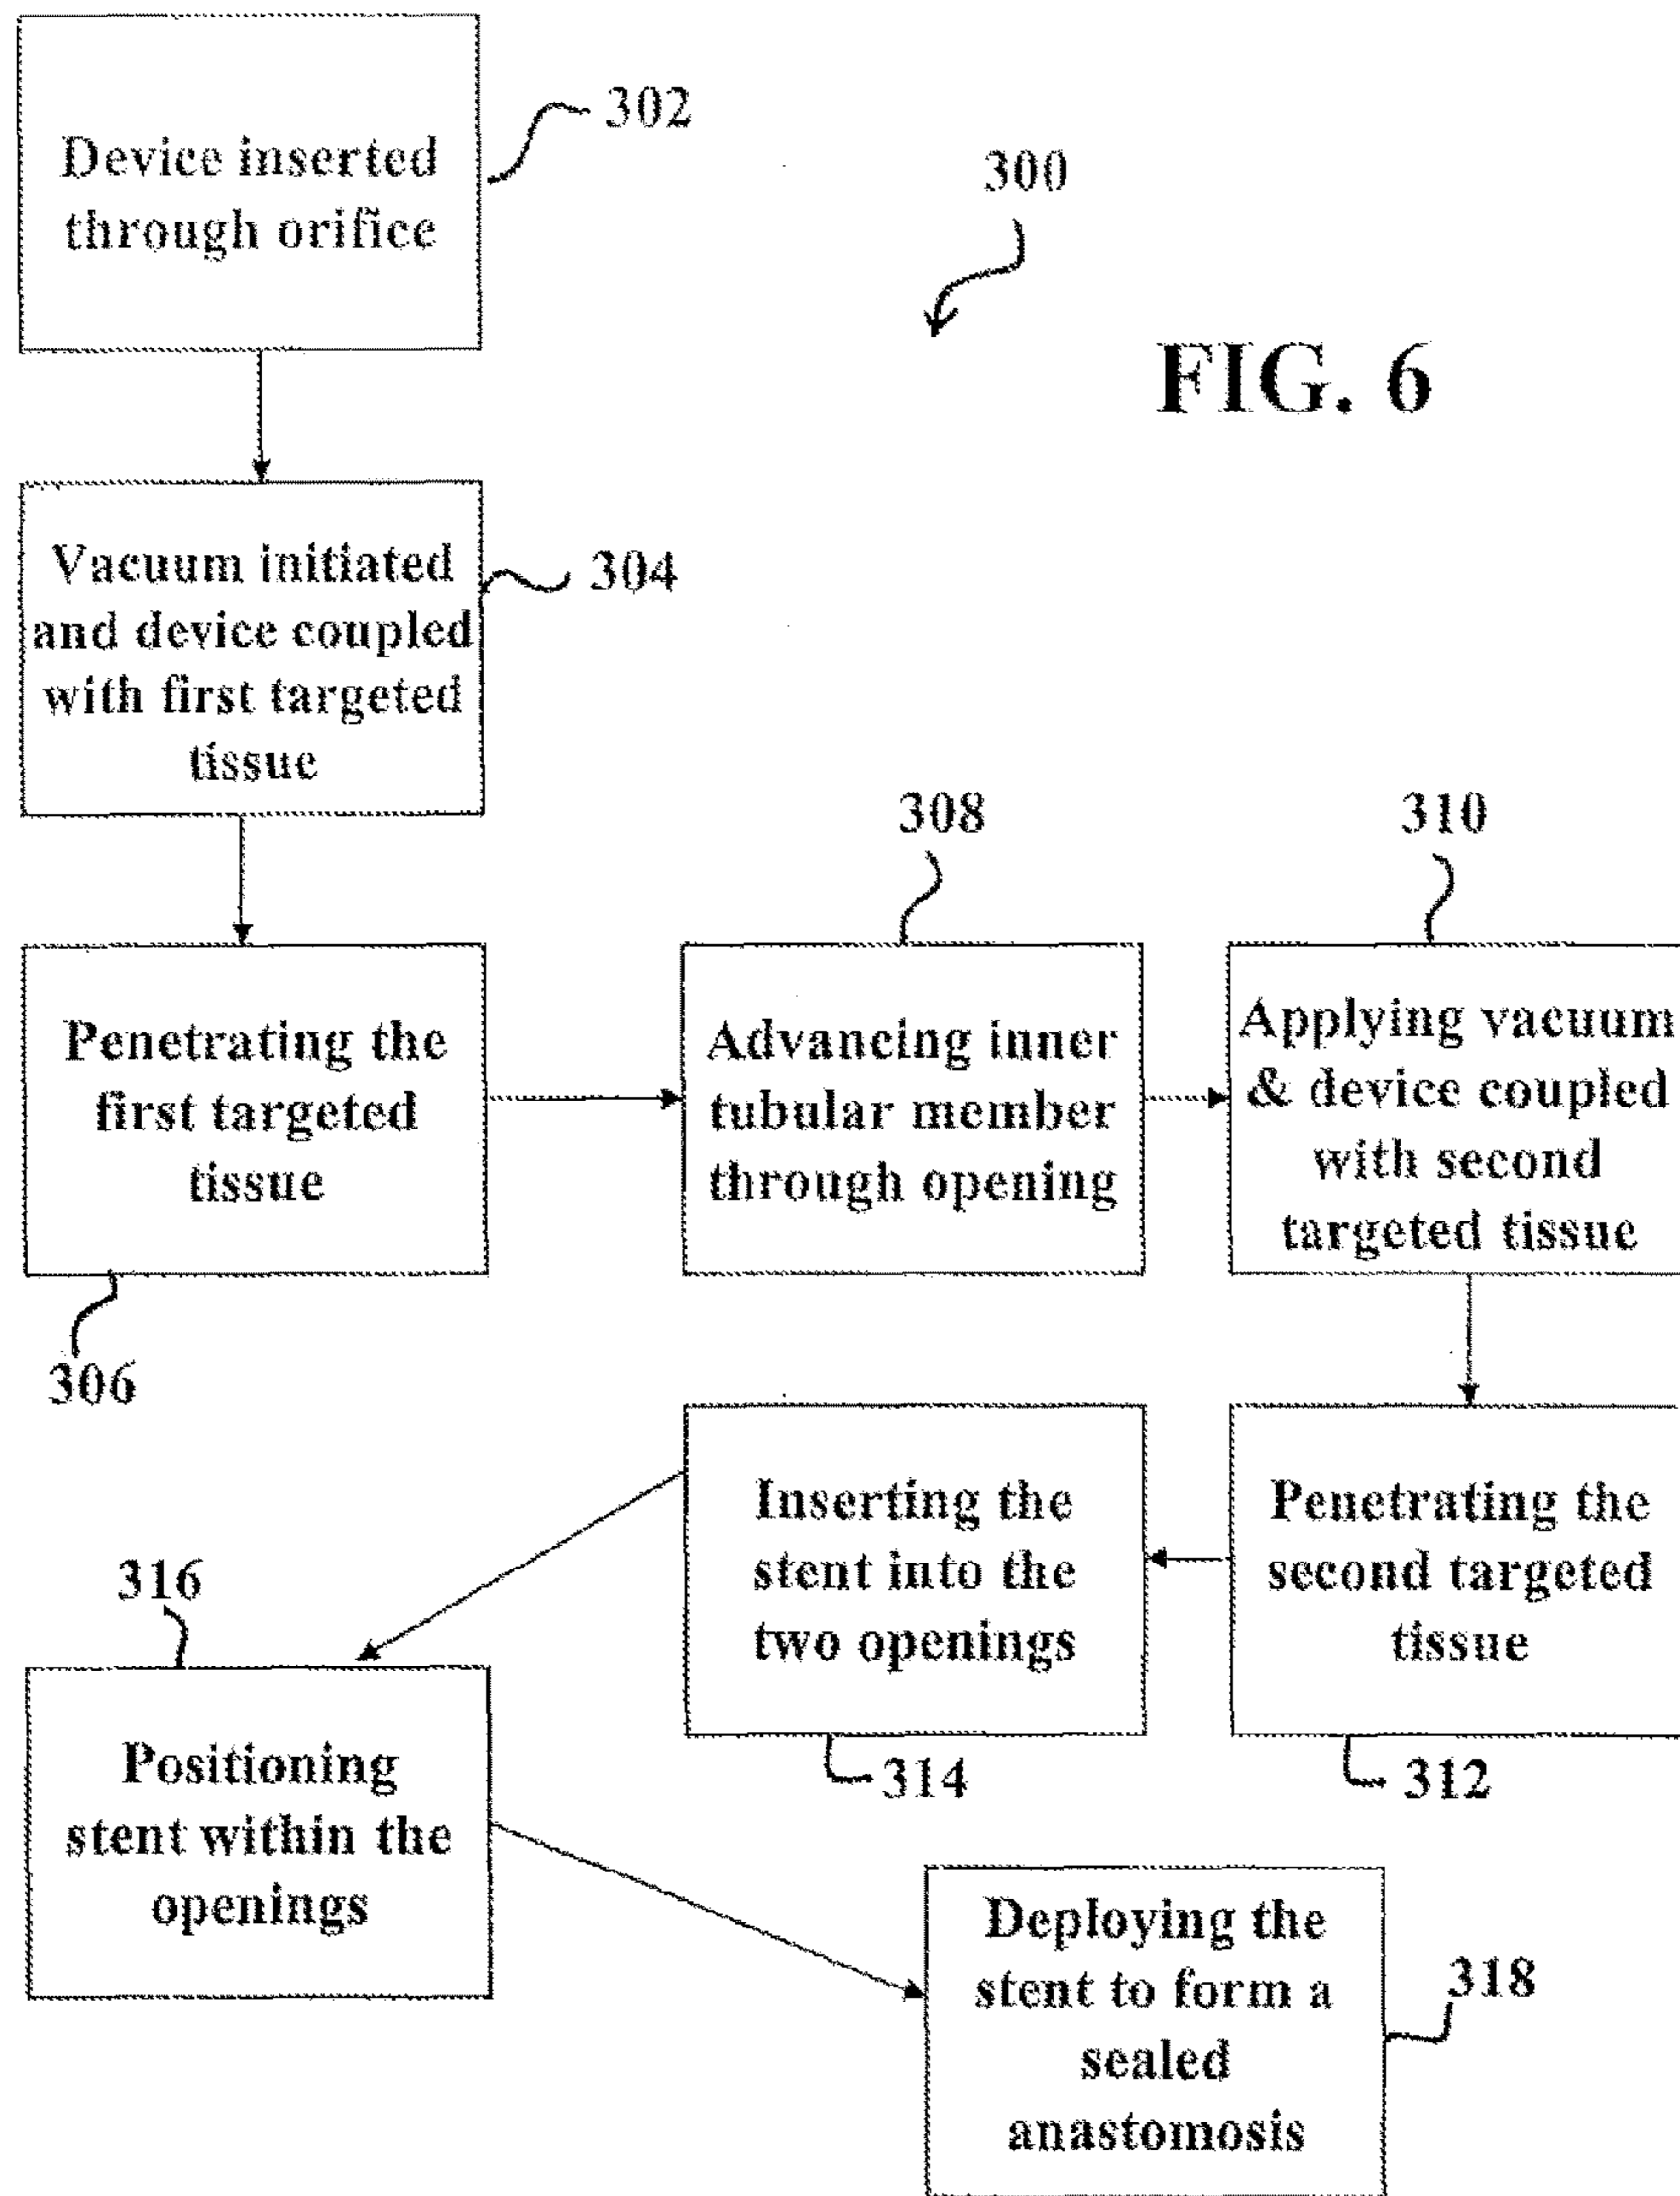 Device inserted
through orifice
302
300
FIG. 6
Vacuum initiated
and device coupled
with first targeted
tissue
304
Penetrating the
first targeted
tissue
306
308
Advancing inner
tubular member
through opening
310
Applying vacuum
& device coupled
with second
targeted tissue
Penetrating the
second targeted
tissue
312
Inserting the
stent into the
two openings
314
316
Positioning
stent within the
openings
Deploying the
stent to form a
sealed
anastomosis
318